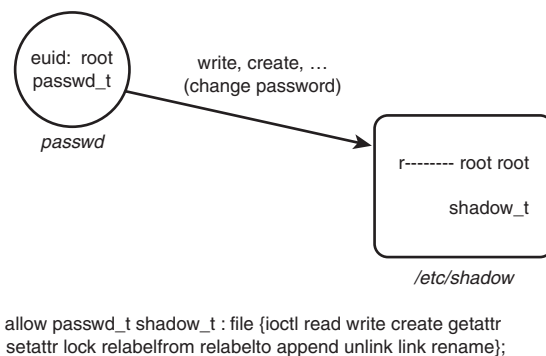 euid: root
passwd_t
passwd
write, create, …
(change password)
r-------- root root
shadow_t
/etc/shadow
allow passwd_t shadow_t : file {ioctl read write create getattr
setattr lock relabelfrom relabelto append unlink link rename};